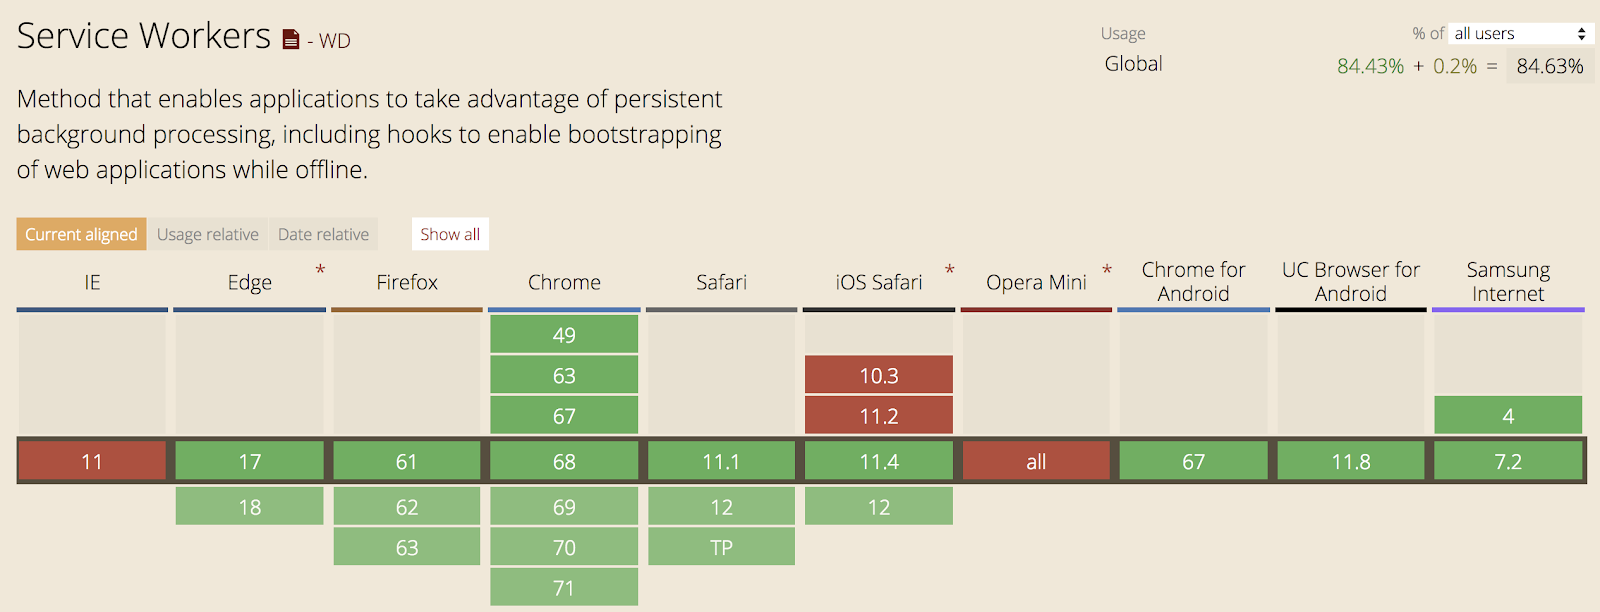 Service Workers - WD
Usage % of all users
Global 84.43% + 0.2% = 84.63%
Method that enables applications to take advantage of persistent
background processing, including hooks to enable bootstrapping
of web applications while offline.
Current aligned Usage relative Date relative Show all
IE Edge * Firefox Chrome Safari iOS Safari * Opera Mini * Chrome for Android UC Browser for Android Samsung Internet
49
63 10.3
67 11.2 4
11 17 61 68 11.1 11.4 all 67 11.8 7.2
18 62 69 12 12
63 70 TP
71